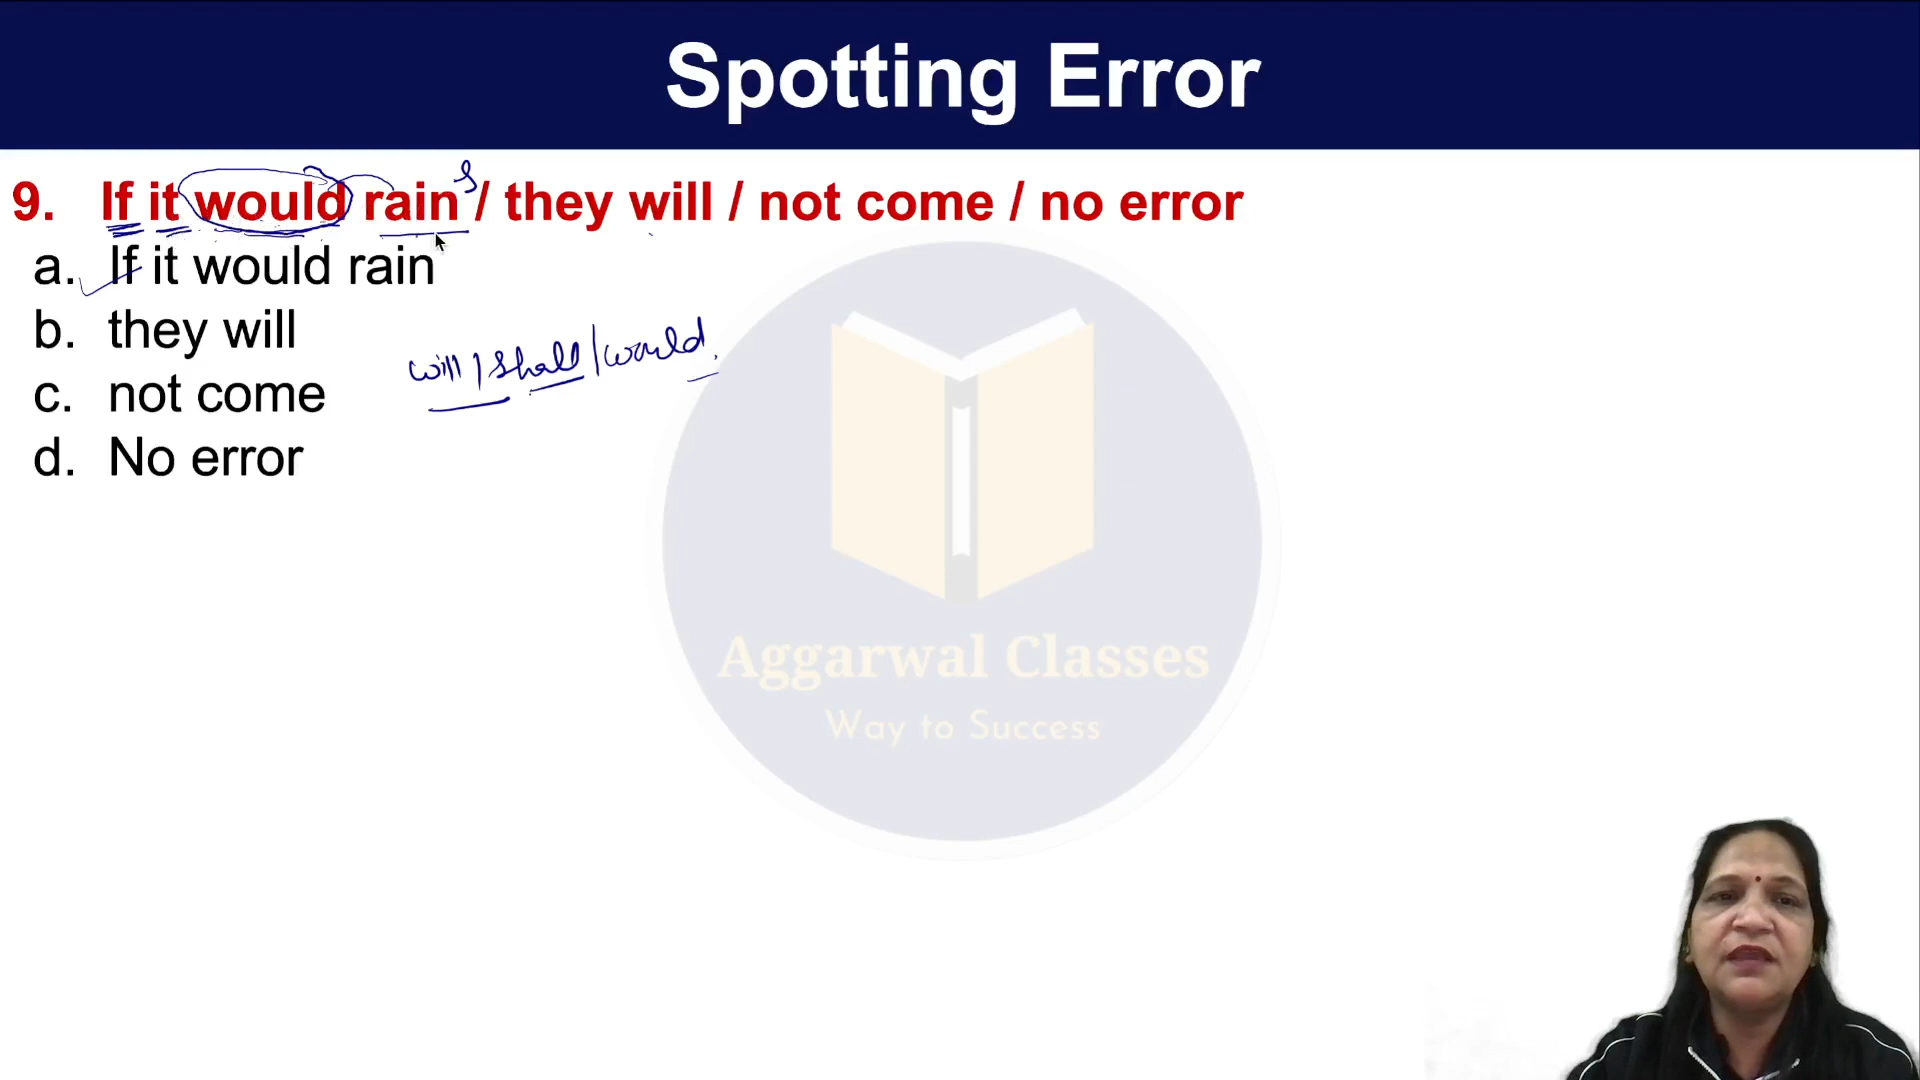 Spotting Error
9. If it would rain s / they will / not come / no error
a. If it would rain
b. they will
will / shall / would.
c. not come
d. No error
Aggarwal Classes
Way to Success